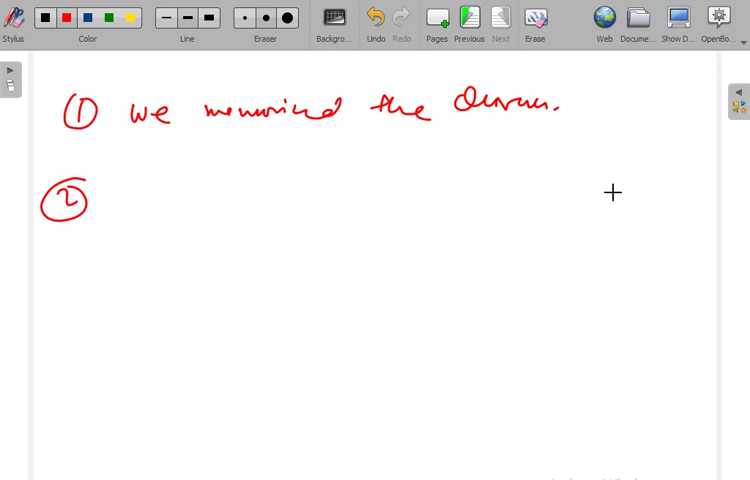 Stylus
Color
Line
Eraser
Backgro...
Undo
Redo
Pages
Previous
Next
Erase
Web
Docume...
Show D...
OpenBo...
① We memorized the
②